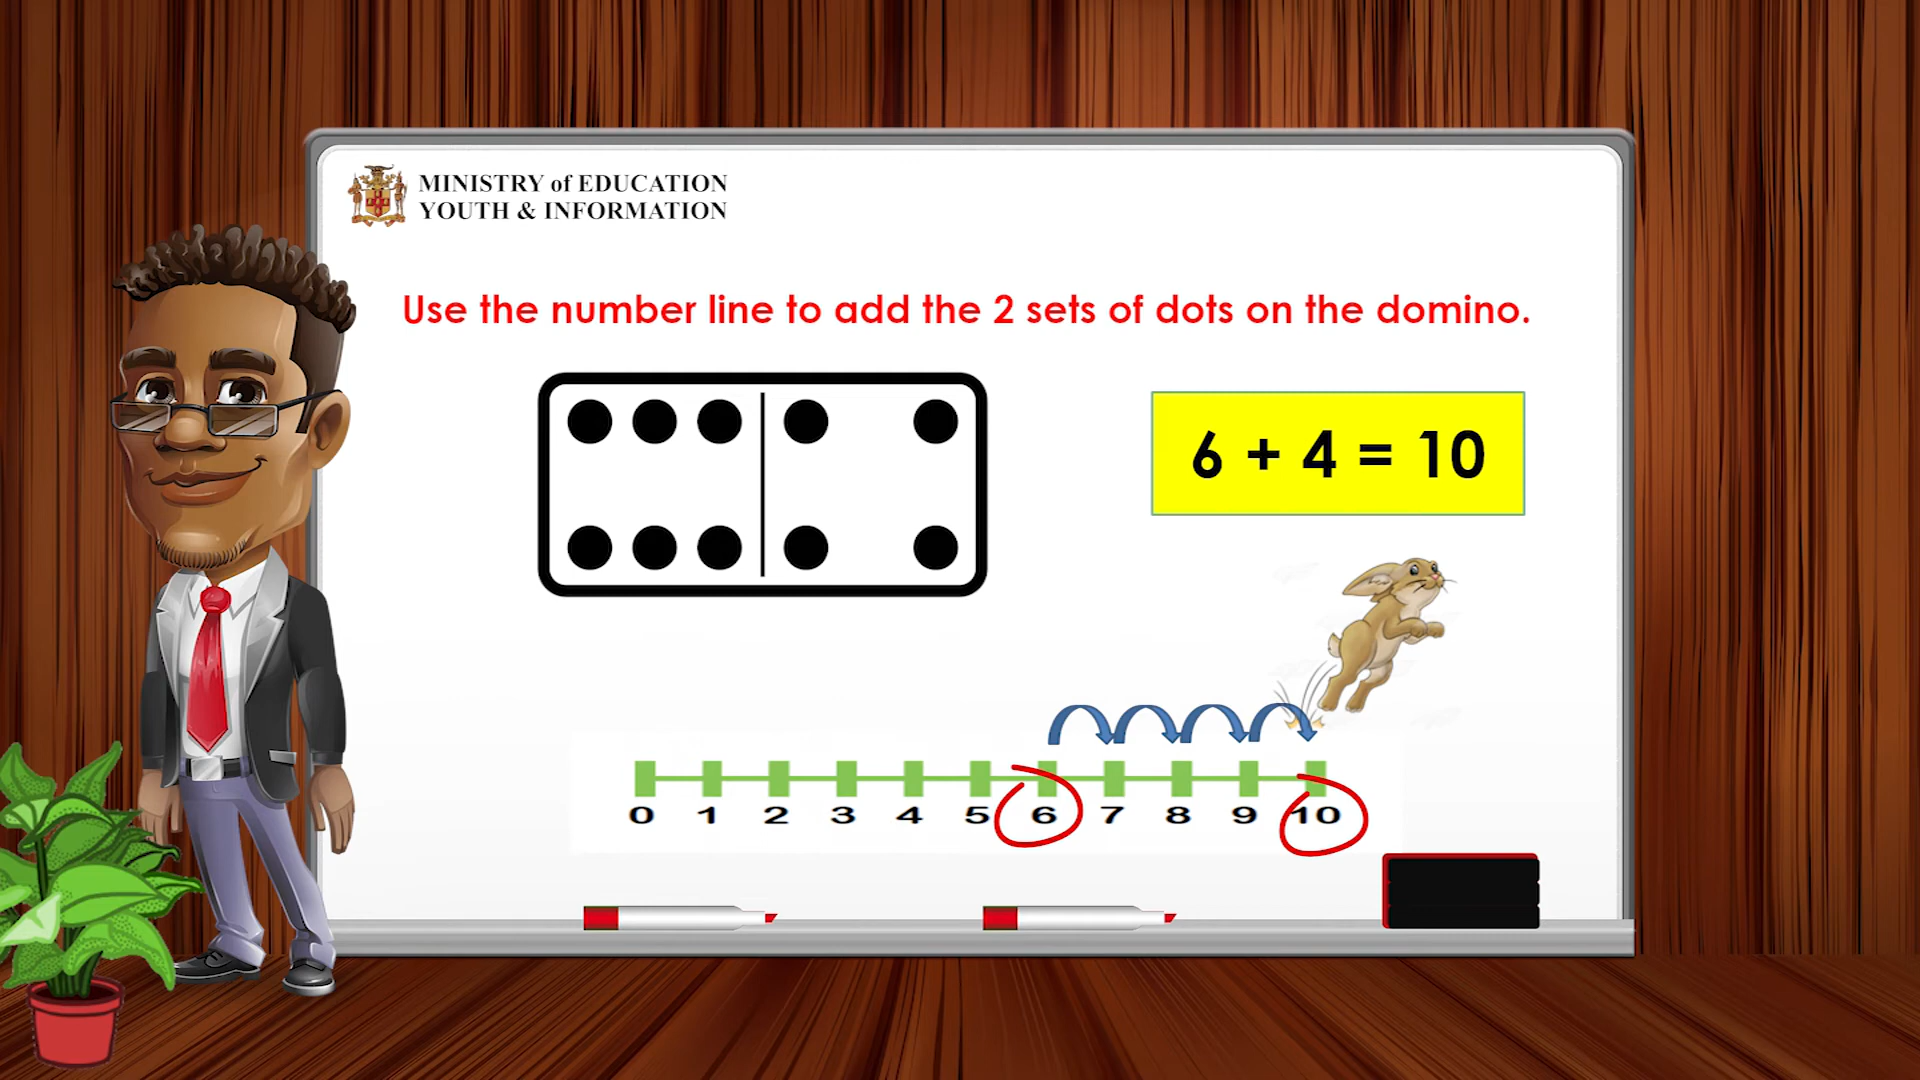 MINISTRY of EDUCATION
YOUTH & INFORMATION
Use the number line to add the 2 sets of dots on the domino.
6 + 4 = 10
0 1 2 3 4 5 6 7 8 9 10